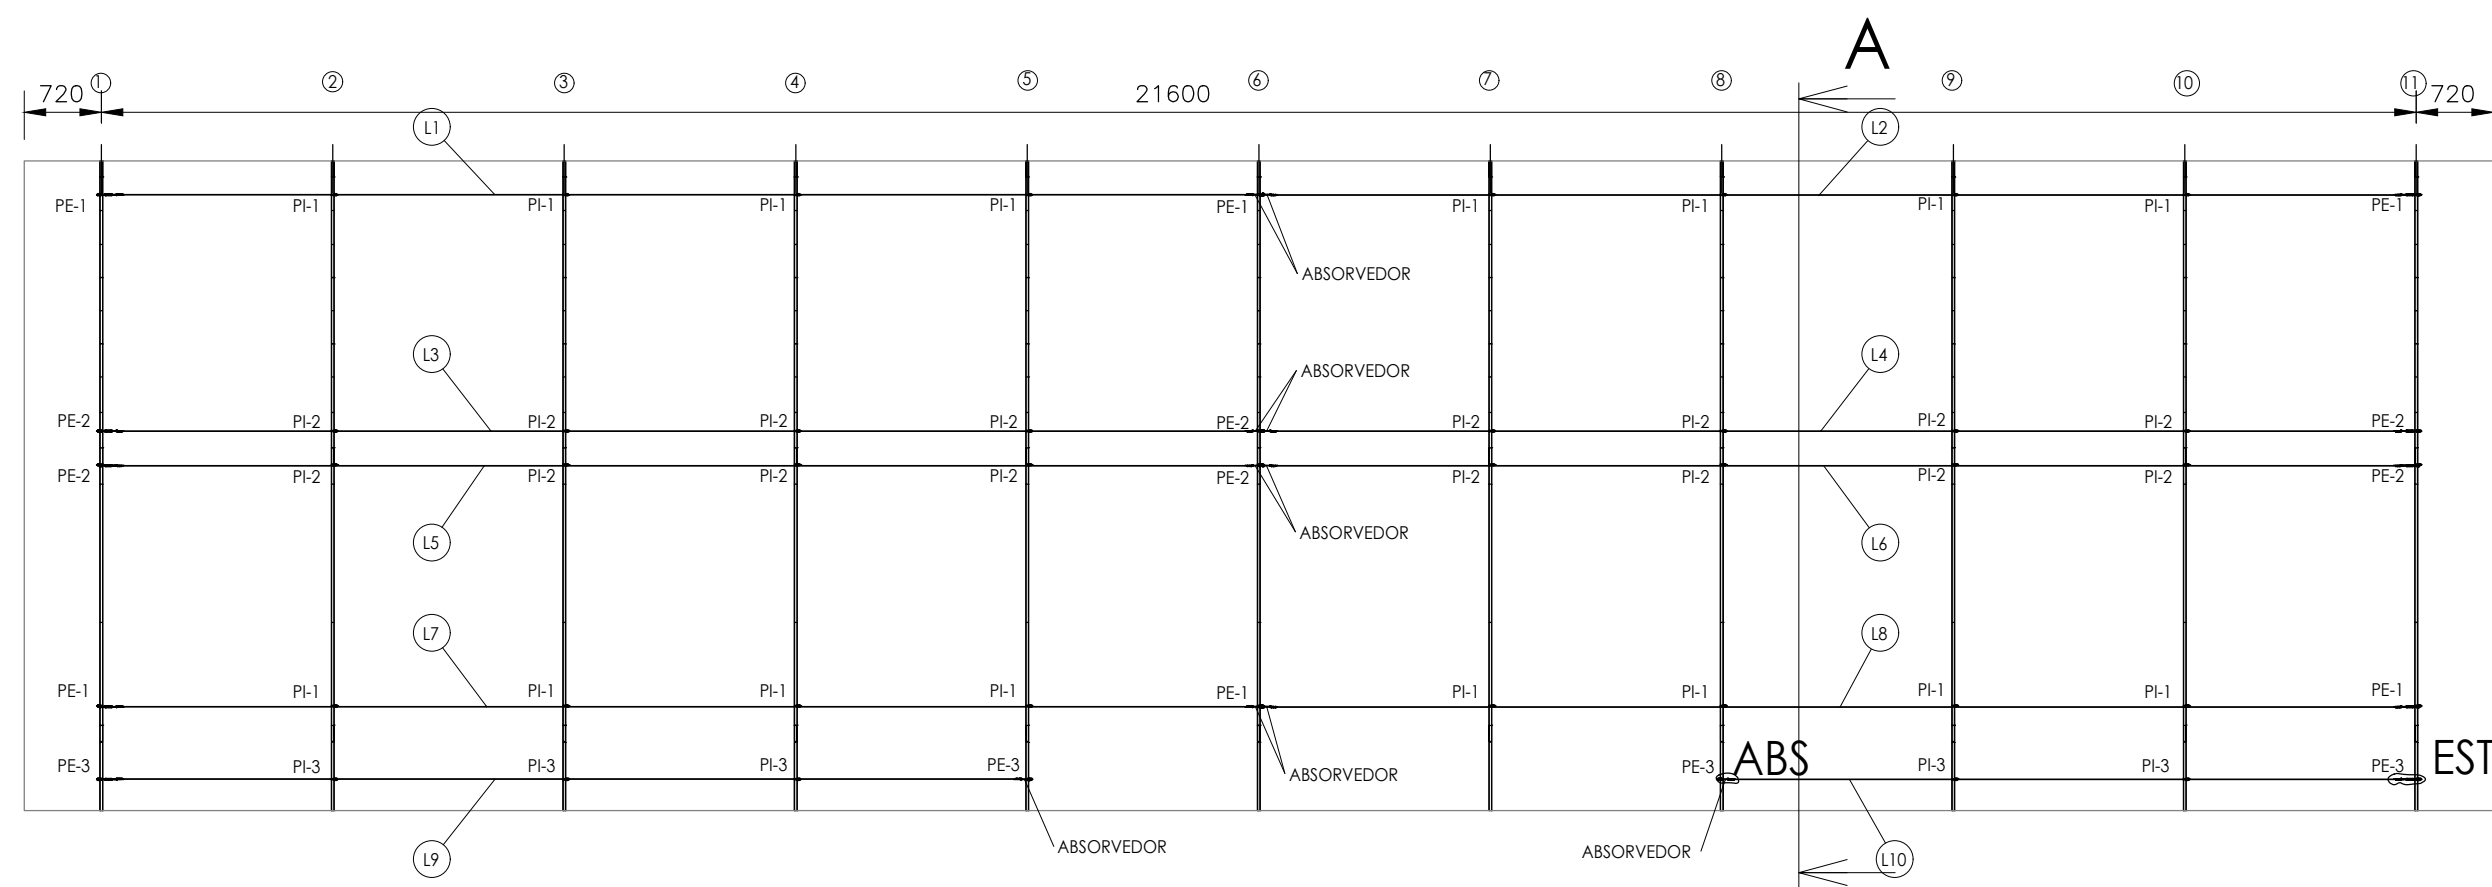 A
1 2 3 4 5 6 7 8 9 10 11
720 21600 720
L1 L2
PE-1 PI-1 PI-1 PI-1 PI-1 PE-1 PI-1 PI-1 PI-1 PI-1 PE-1
ABSORVEDOR
L3 L4
ABSORVEDOR
PE-2 PI-2 PI-2 PI-2 PI-2 PE-2 PI-2 PI-2 PI-2 PI-2 PE-2
PE-2 PI-2 PI-2 PI-2 PI-2 PE-2 PI-2 PI-2 PI-2 PI-2 PE-2
ABSORVEDOR
L5 L6
L7 L8
PE-1 PI-1 PI-1 PI-1 PI-1 PE-1 PI-1 PI-1 PI-1 PI-1 PE-1
PE-3 PI-3 PI-3 PI-3 PE-3 PE-3 ABS PI-3 PI-3 PE-3 EST
ABSORVEDOR
ABSORVEDOR ABSORVEDOR
L9 L10